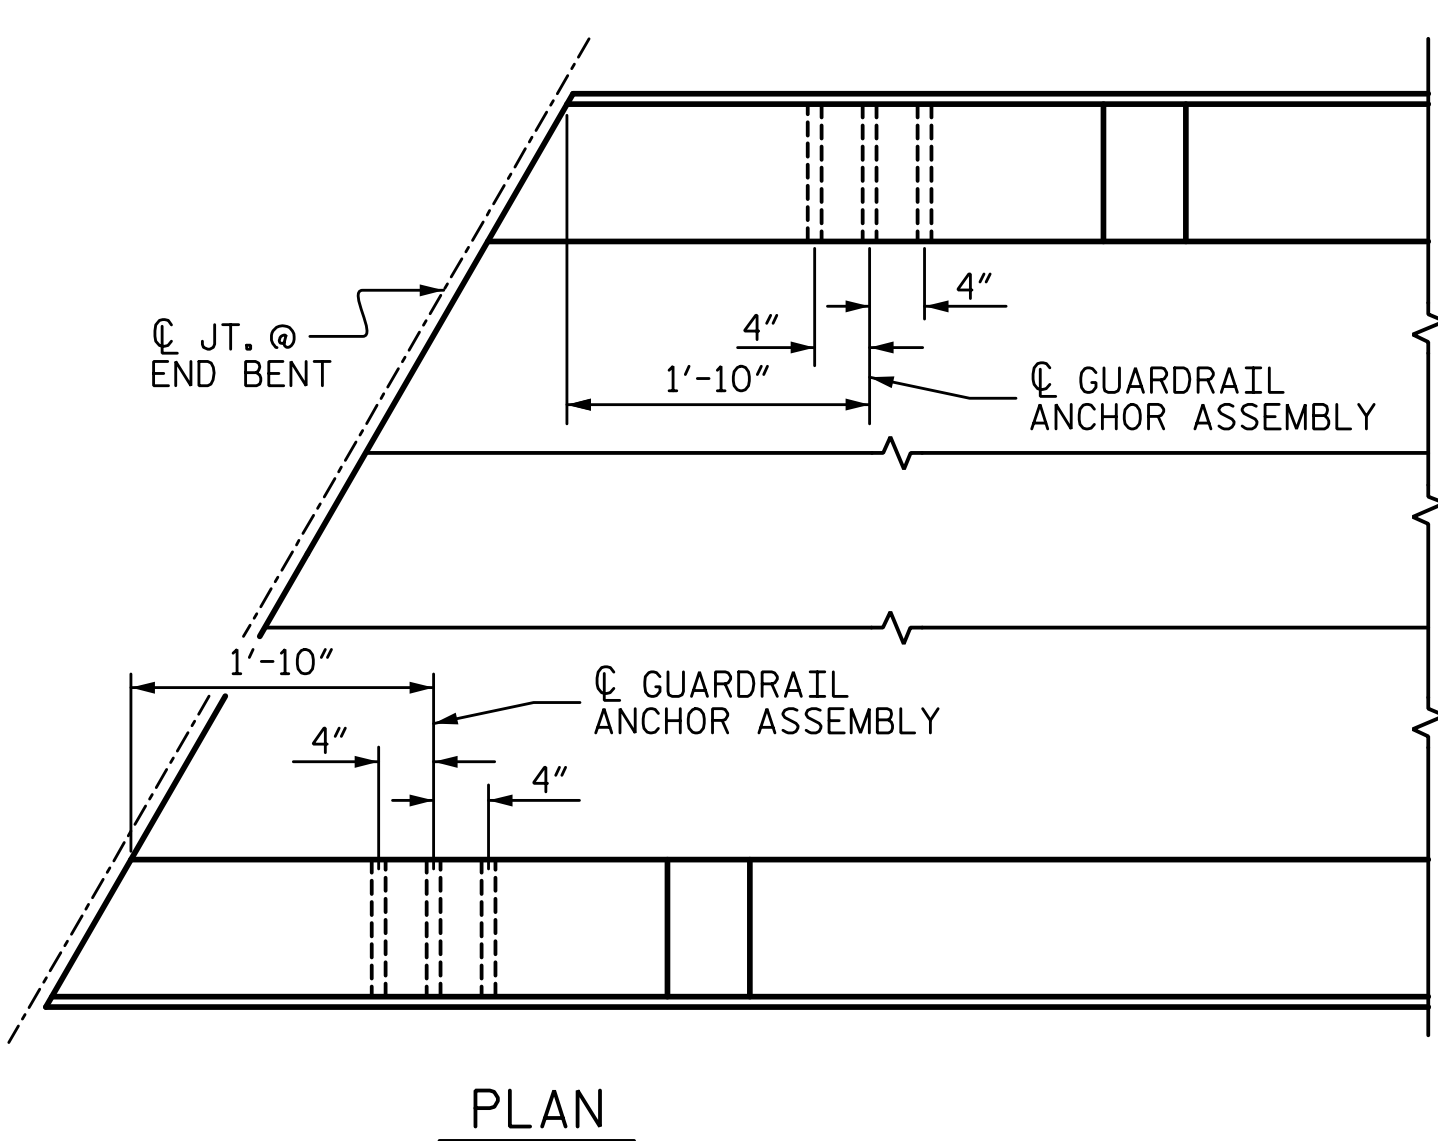 4"
℄ JT. @
END BENT
4"
1'-10"
℄ GUARDRAIL
ANCHOR ASSEMBLY
1'-10"
℄ GUARDRAIL
ANCHOR ASSEMBLY
4"
4"
PLAN